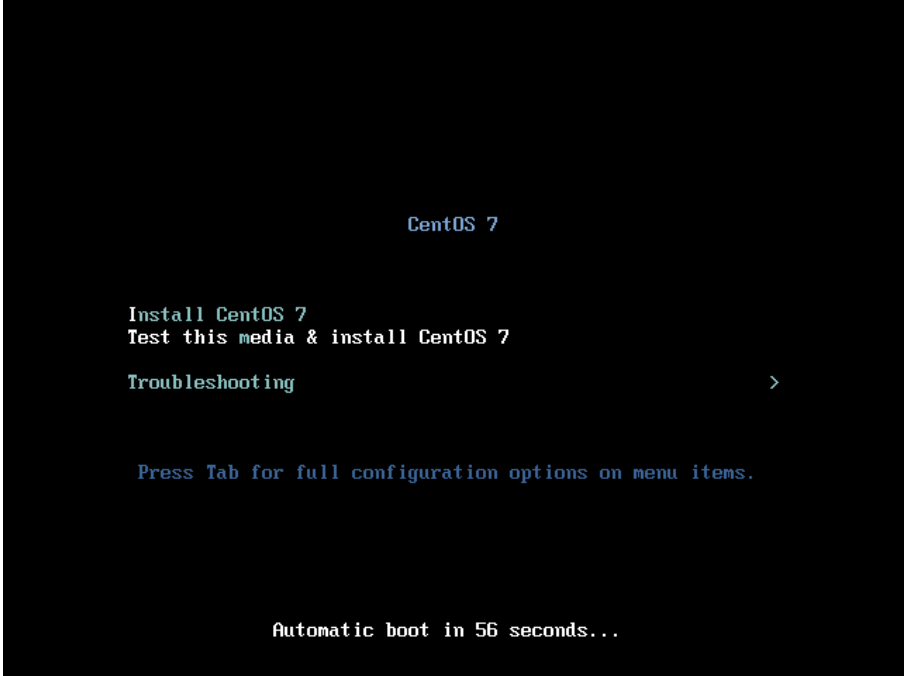 CentOS 7
Install CentOS 7
Test this media & install CentOS 7
Troubleshooting >
Press Tab for full configuration options on menu items.
Automatic boot in 56 seconds...